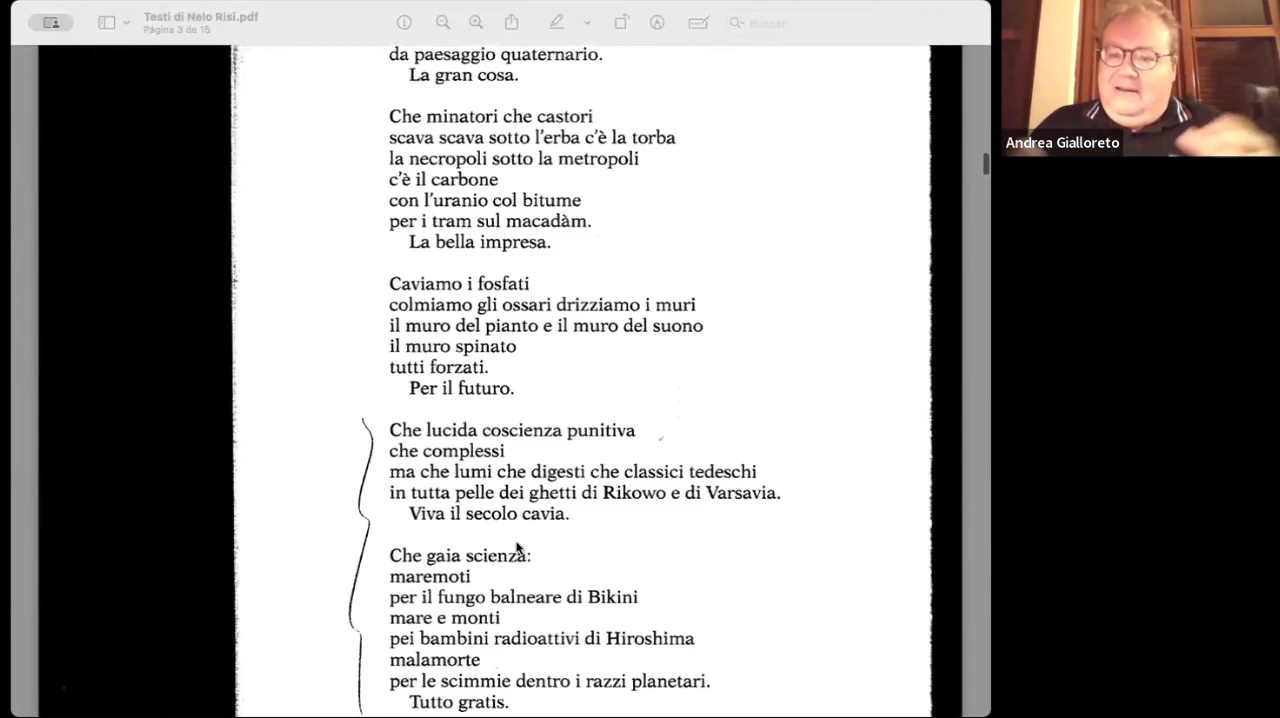 Testi di Nelo Risi.pdf
Página 3 de 15
Buscar
Andrea Gialloreto
da paesaggio quaternario.
La gran cosa.
Che minatori che castori
scava scava sotto l'erba c'è la torba
la necropoli sotto la metropoli
c'è il carbone
con l'uranio col bitume
per i tram sul macadàm.
La bella impresa.
Caviamo i fosfati
colmiamo gli ossari drizziamo i muri
il muro del pianto e il muro del suono
il muro spinato
tutti forzati.
Per il futuro.
Che lucida coscienza punitiva
che complessi
ma che lumi che digesti che classici tedeschi
in tutta pelle dei ghetti di Rikowo e di Varsavia.
Viva il secolo cavia.
Che gaia scienza:
maremoti
per il fungo balneare di Bikini
mare e monti
pei bambini radioattivi di Hiroshima
malamorte
per le scimmie dentro i razzi planetari.
Tutto gratis.